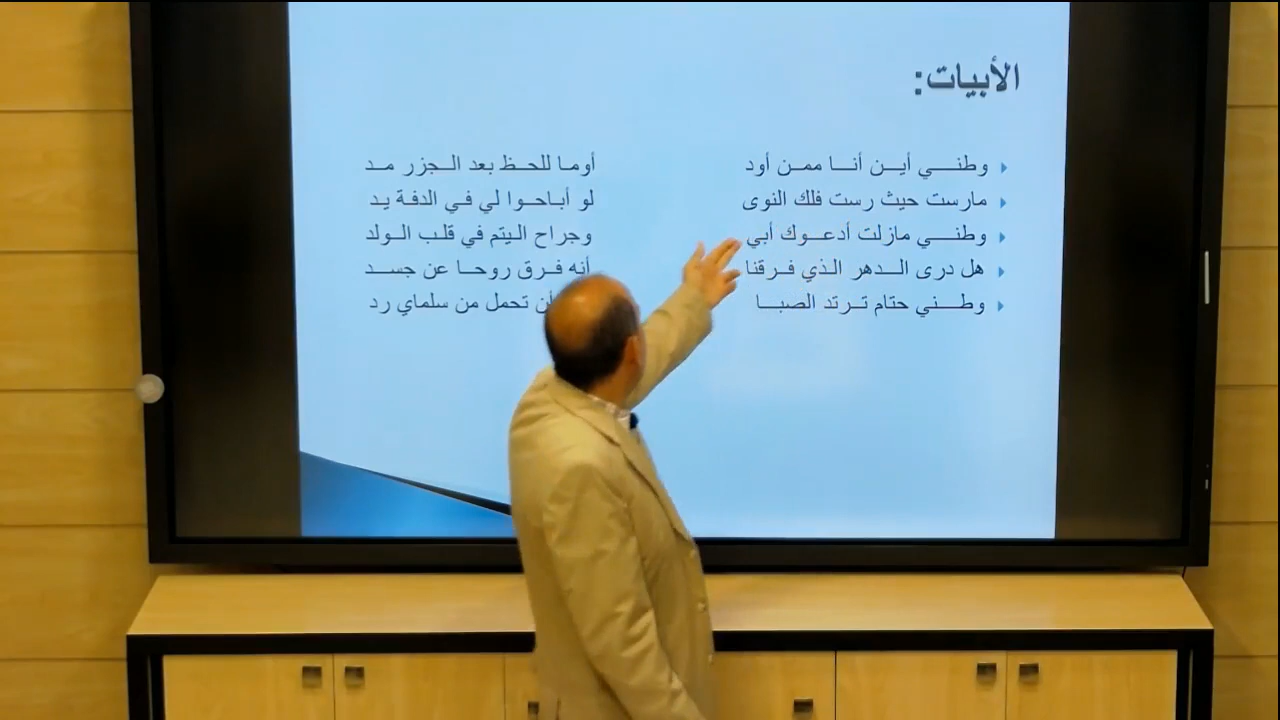 الأبيات:
وطني أين أنا ممن أود أوما للحظ بعد الجزر مد
مارست حيث رست فلك النوى لو أباحوا لي في الدفة يد
وطني مازلت أدعوك أبي وجراح اليتم في قلب الولد
هل درى الدهر الذي فرقنا أنه فرق روحا عن جسد
وطني حتام ترتد الصبا أن تحمل من سلماي رد